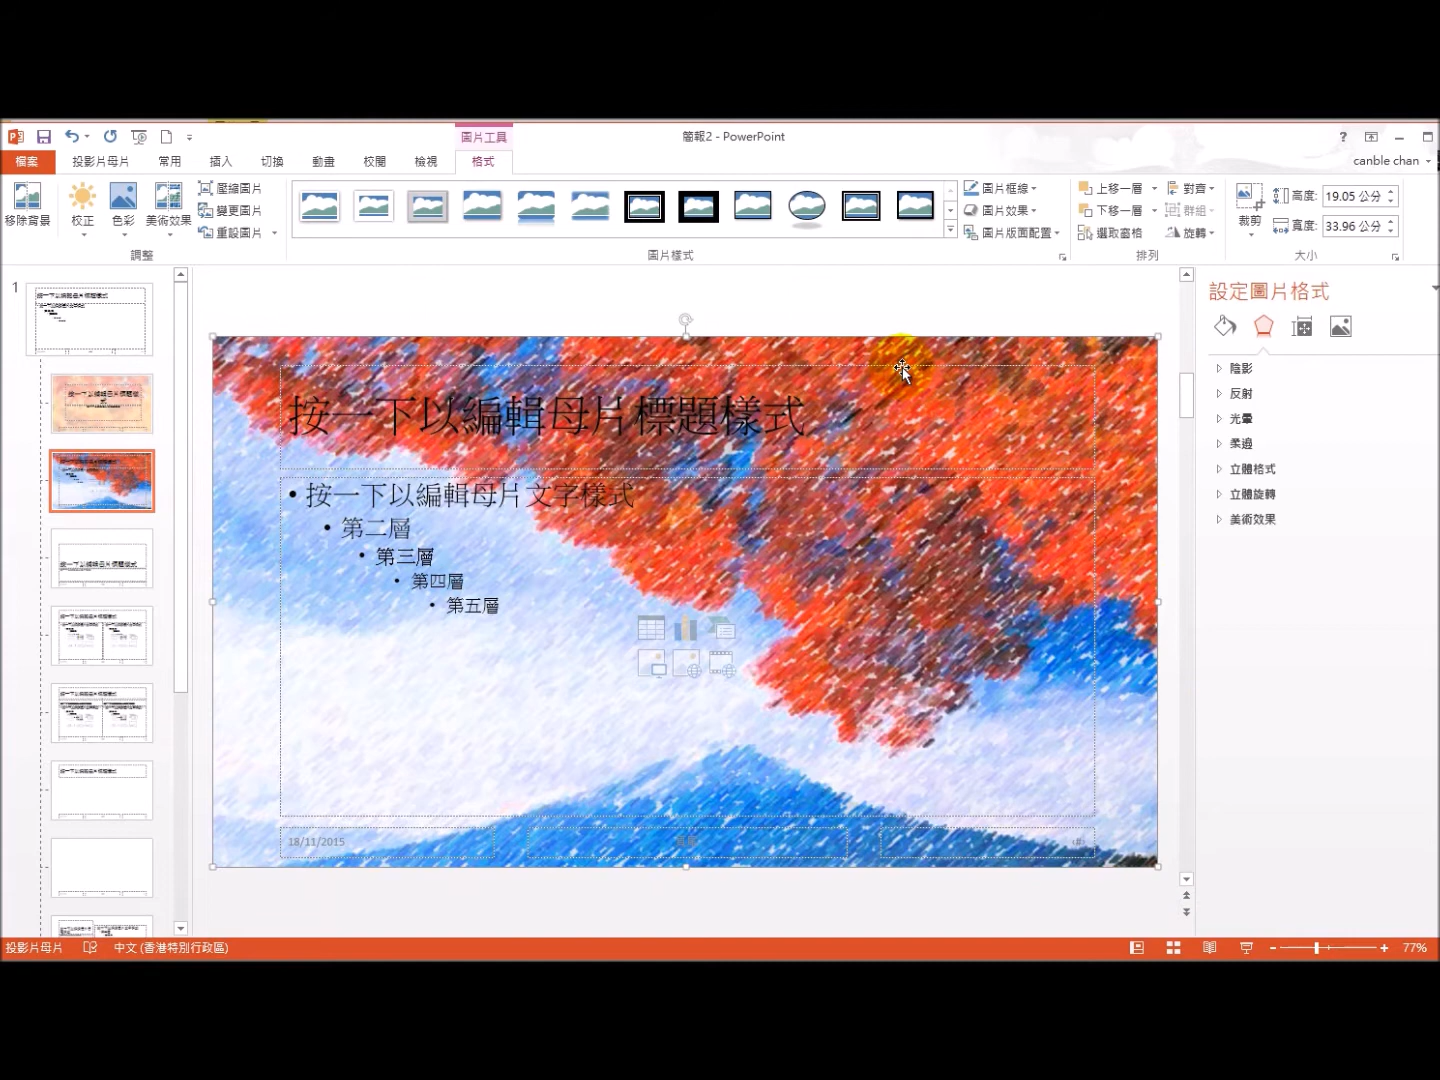 圖片工具
簡報2 - PowerPoint
?
檔案
投影片母片
常用
插入
切換
動畫
校閱
檢視
格式
canble chan
移除背景
校正
色彩
美術效果
壓縮圖片
變更圖片
重設圖片
圖片框線
圖片效果
圖片版面配置
上移一層
下移一層
選取窗格
對齊
群組
旋轉
裁剪
高度:
19.05 公分
寬度:
33.96 公分
調整
圖片樣式
排列
大小
1
設定圖片格式
陰影
反射
光暈
柔邊
立體格式
立體旋轉
美術效果
按一下以編輯母片標題樣式
• 按一下以編輯母片文字樣式
• 第二層
• 第三層
• 第四層
• 第五層
18/11/2015
投影片母片
中文 (香港特別行政區)
77%